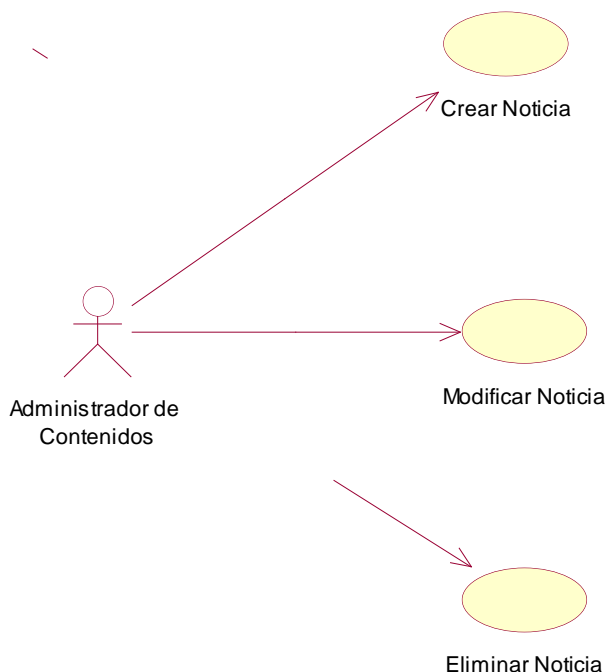 Crear Noticia
Modificar Noticia
Administrador de
Contenidos
Eliminar Noticia